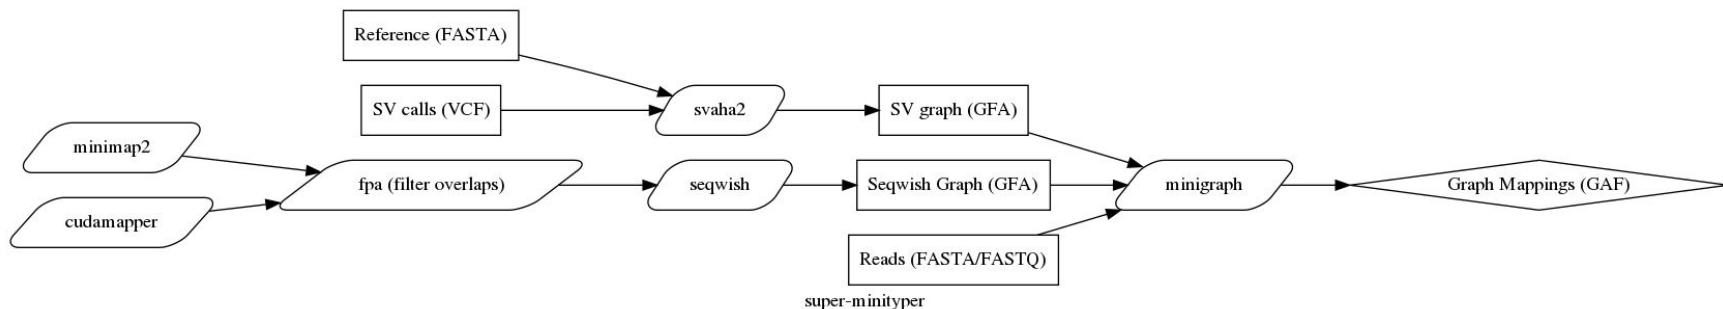 Reference (FASTA)
SV calls (VCF)
svaha2
SV graph (GFA)
minimap2
fpa (filter overlaps)
seqwish
Seqwish Graph (GFA)
minigraph
Graph Mappings (GAF)
cudamapper
Reads (FASTA/FASTQ)
super-minityper